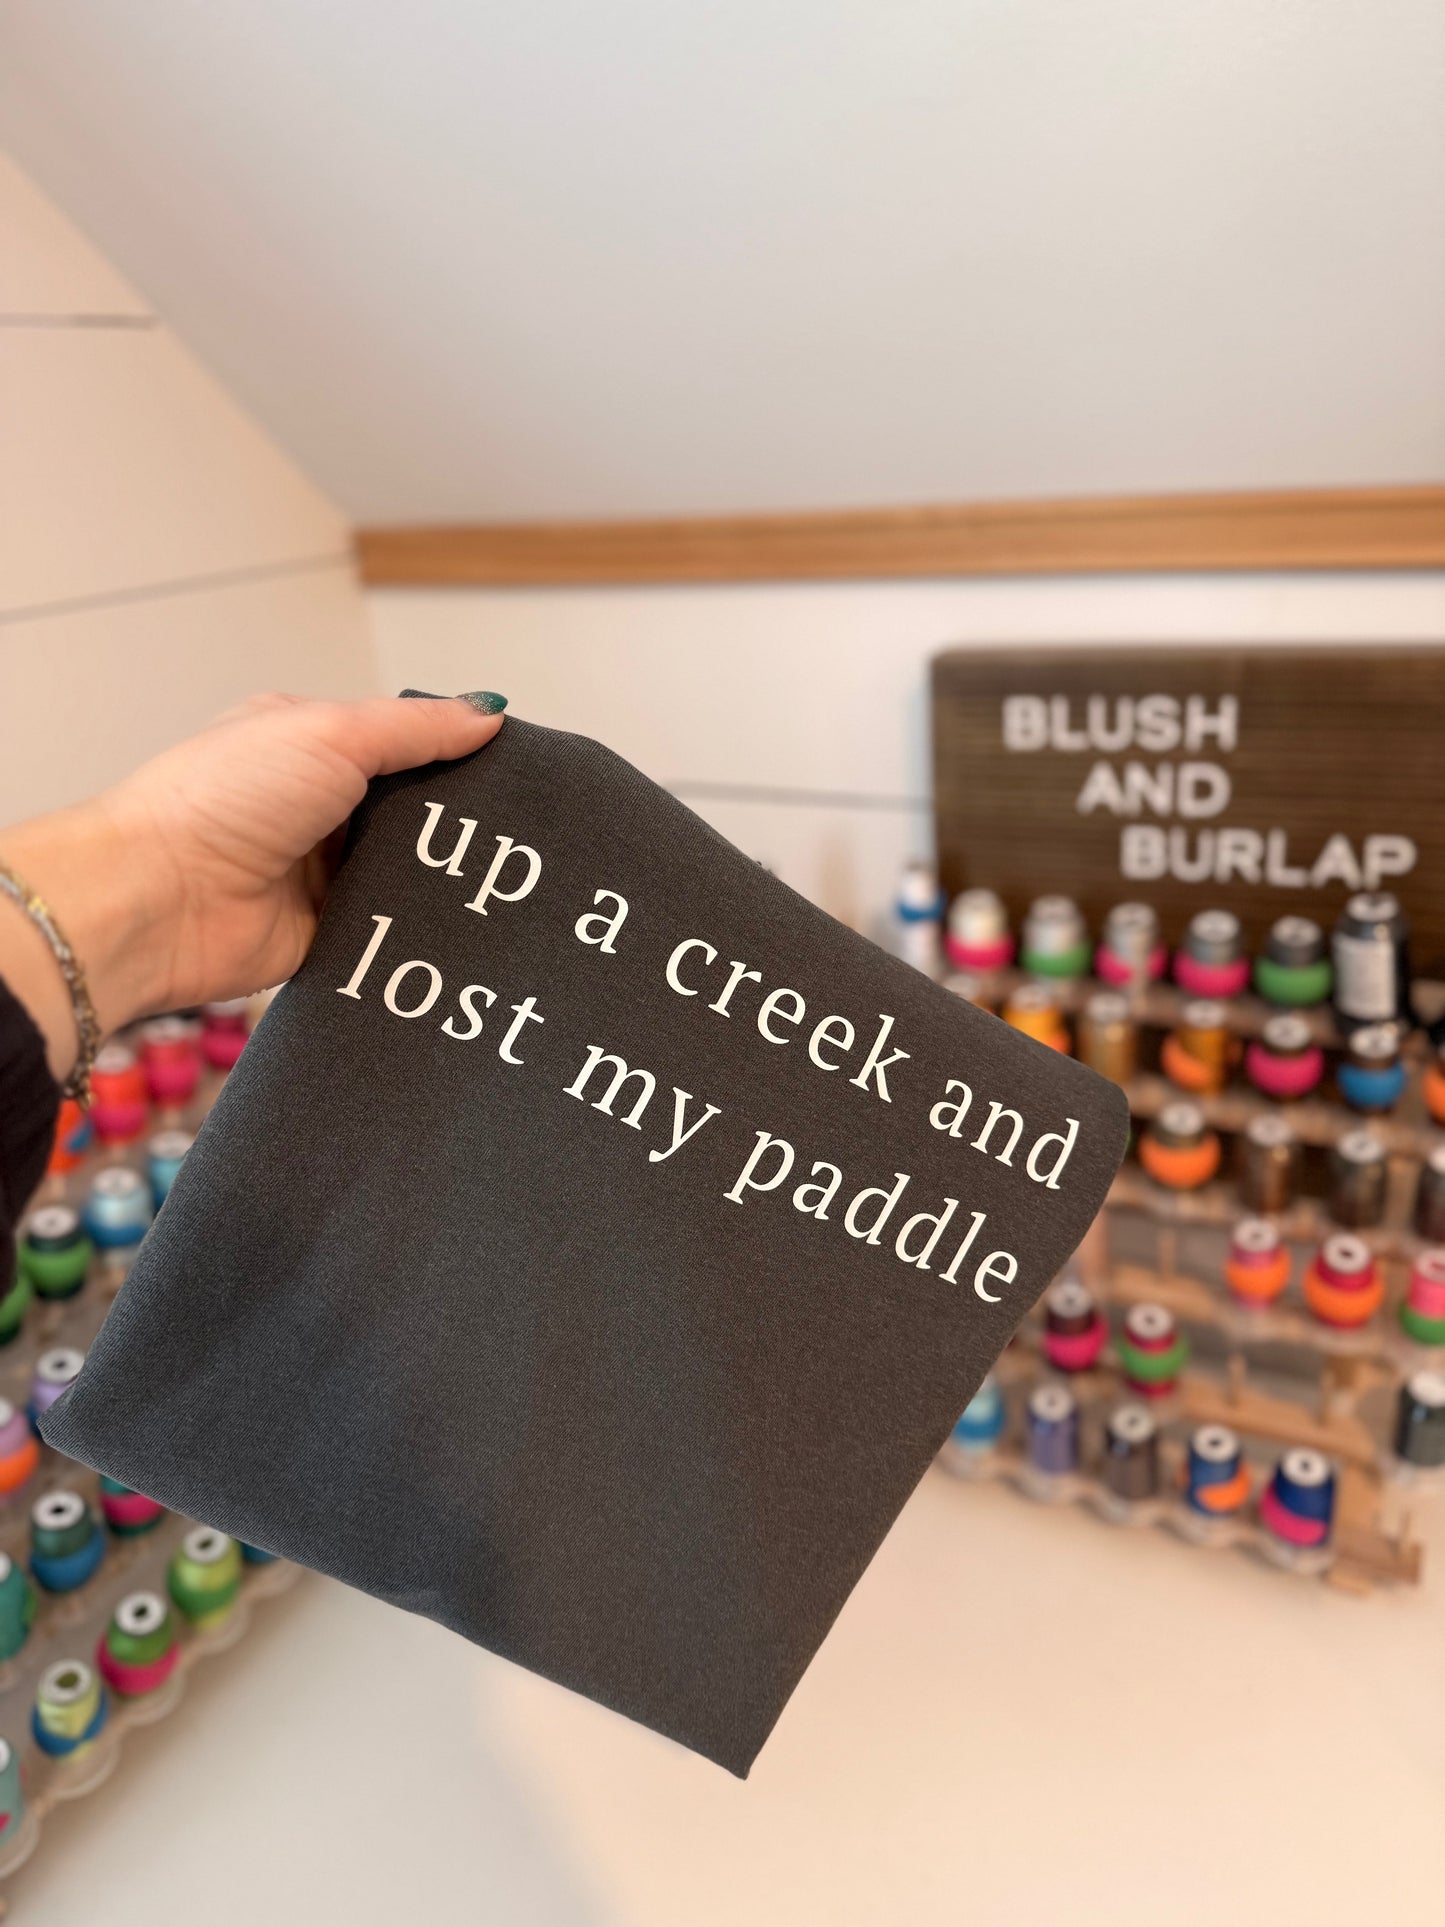 up a creek and
lost my paddle
BLUSH
AND
BURLAP